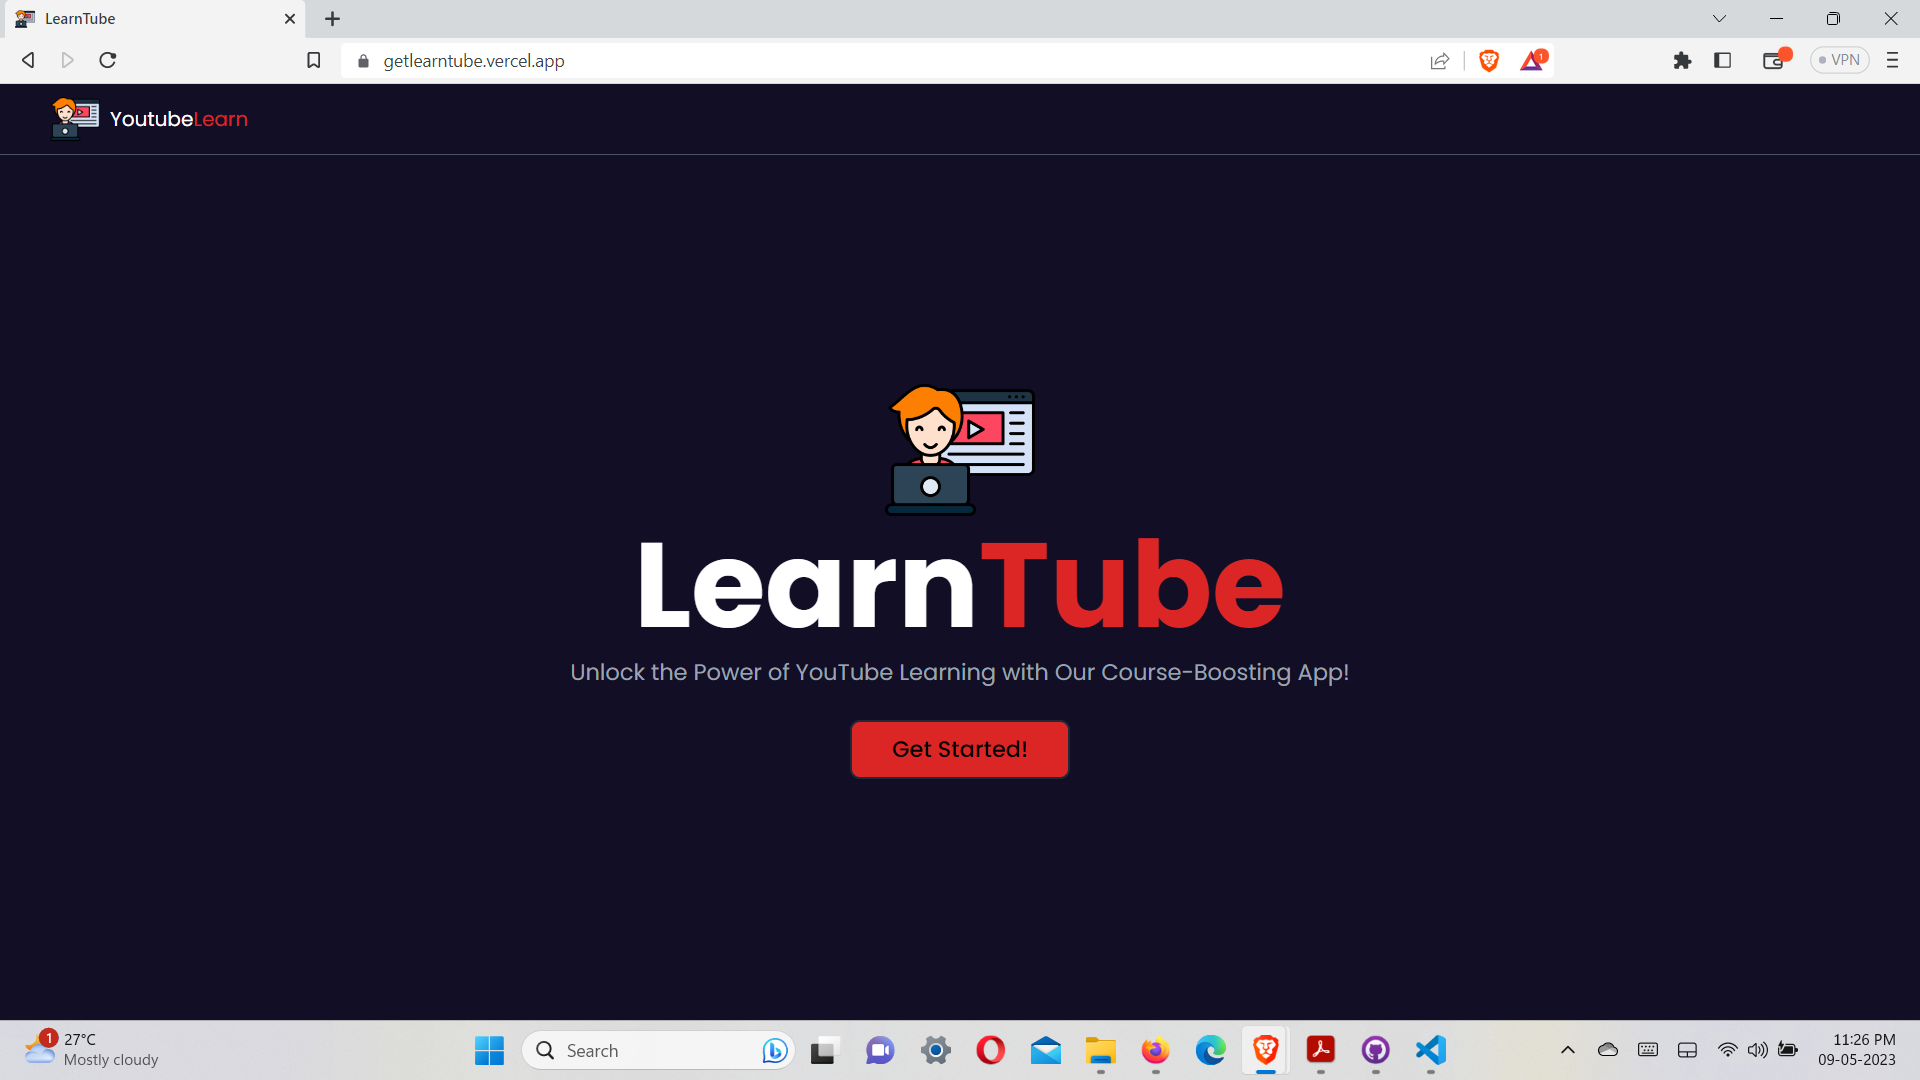 LearnTube
getlearntube.vercel.app
1
VPN
YoutubeLearn
LearnTube
Unlock the Power of YouTube Learning with Our Course-Boosting App!
Get Started!
1
27°C
Mostly cloudy
Search
11:26 PM
09-05-2023